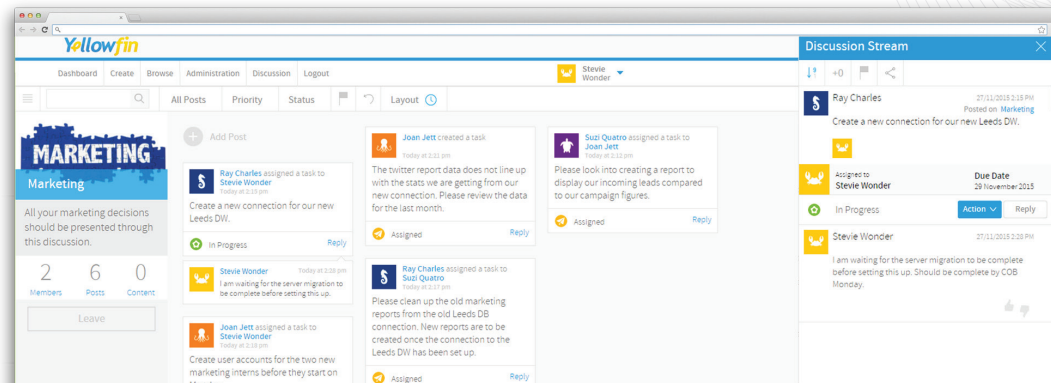 Yellowfin
Dashboard Create Browse Administration Discussion Logout
Stevie
Wonder
All Posts Priority Status Layout
MARKETING
Marketing
All your marketing decisions
should be presented through
this discussion.
2 6 0
Members Posts Content
Leave
Add Post
Ray Charles assigned a task to
Stevie Wonder
Today at 2:15 pm
Create a new connection for our new
Leeds DW.
In Progress Reply
Stevie Wonder Today at 2:28 pm
I am waiting for the server migration to
be complete before setting this up.
Joan Jett assigned a task to
Stevie Wonder
Today at 2:18 pm
Create user accounts for the two new
marketing interns before they start on
Joan Jett created a task
Today at 2:21 pm
The twitter report data does not line up
with the stats we are getting from our
new connection. Please review the data
for the last month.
Assigned Reply
Ray Charles assigned a task to
Suzi Quatro
Today at 2:17 pm
Please clean up the old marketing
reports from the old Leeds DB
connection. New reports are to be
created once the connection to the
Leeds DW has been set up.
Assigned Reply
Suzi Quatro assigned a task to
Joan Jett
Please look into creating a report to
display our incoming leads compared
to our campaign figures.
Assigned Reply
Discussion Stream
+0
Ray Charles 27/11/2015 2:15 PM
Posted on Marketing
Create a new connection for our new Leeds DW.
Assigned to Due Date
Stevie Wonder 29 November 2015
In Progress Action Reply
Stevie Wonder 27/11/2015 2:28 PM
I am waiting for the server migration to be complete
before setting this up. Should be complete by COB
Monday.